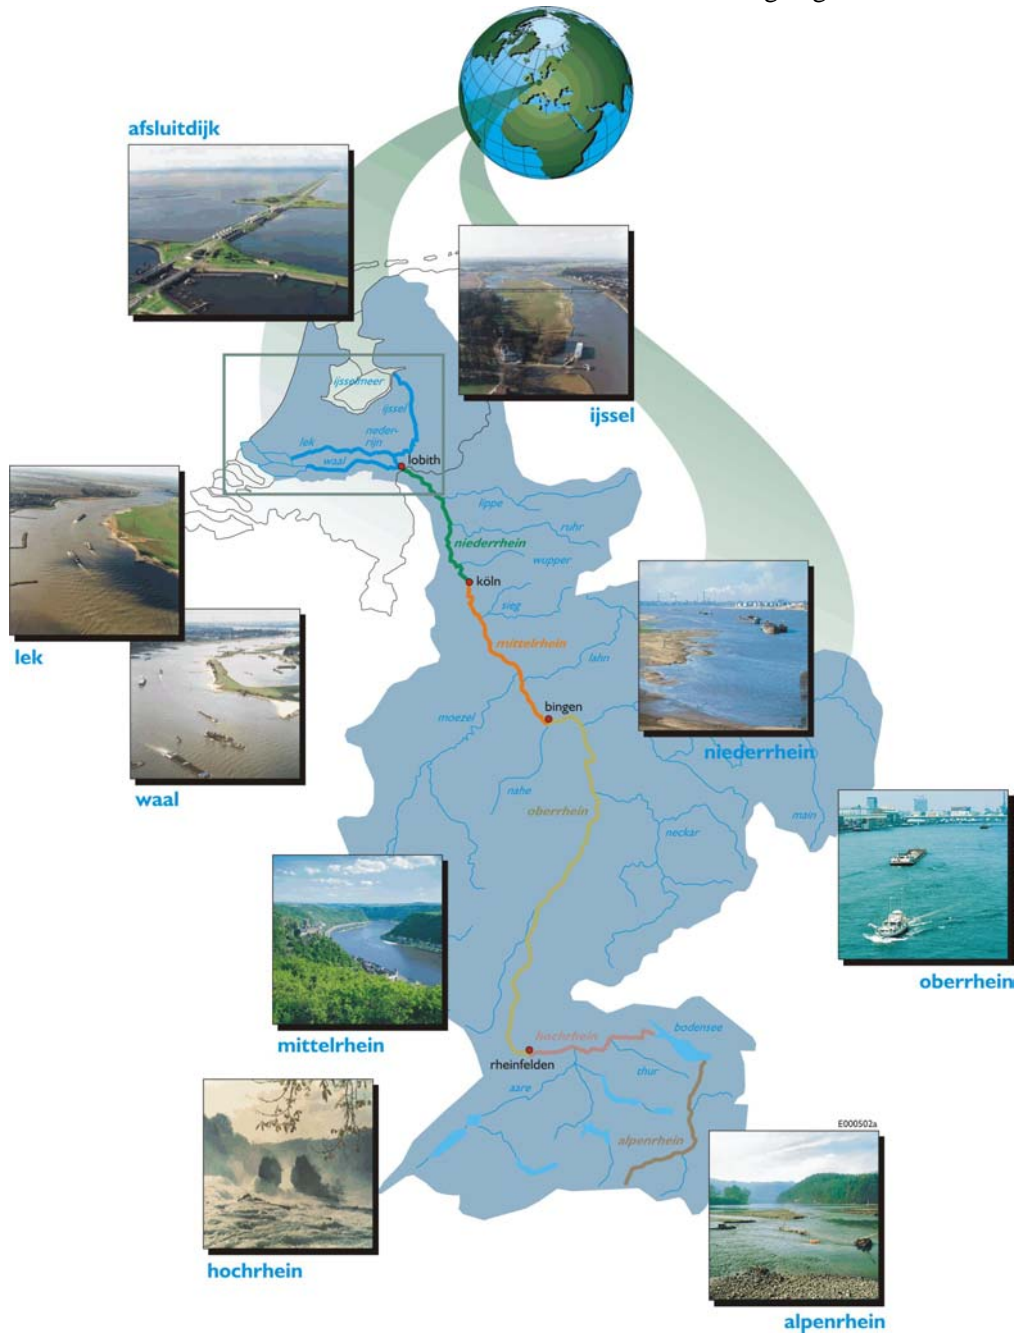 afsluitdijk
ijsselmeer
ijssel
ijssel
neder-
rijn
lek
waal
lobith
lippe
ruhr
niederrhein
wupper
köln
sieg
mittelrhein
lahn
lek
moezel
bingen
niederrhein
waal
nahe
oberrhein
main
neckar
oberrhein
mittelrhein
hochrhein
bodensee
rheinfelden
thur
aare
alpenrhein
E000502a
hochrhein
alpenrhein